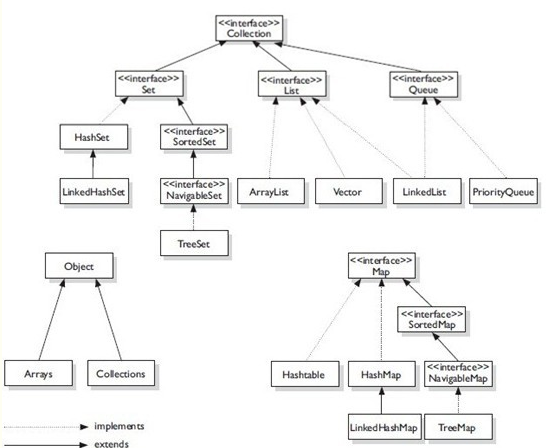 <<interface>>
Collection
<<interface>>
Set
<<interface>>
List
<<interface>>
Queue
HashSet
<<interface>>
SortedSet
LinkedHashSet
<<interface>>
NavigableSet
ArrayList
Vector
LinkedList
PriorityQueue
TreeSet
Object
<<interface>>
Map
<<interface>>
SortedMap
Arrays
Collections
Hashtable
HashMap
<<interface>>
NavigableMap
LinkedHashMap
TreeMap
implements
extends